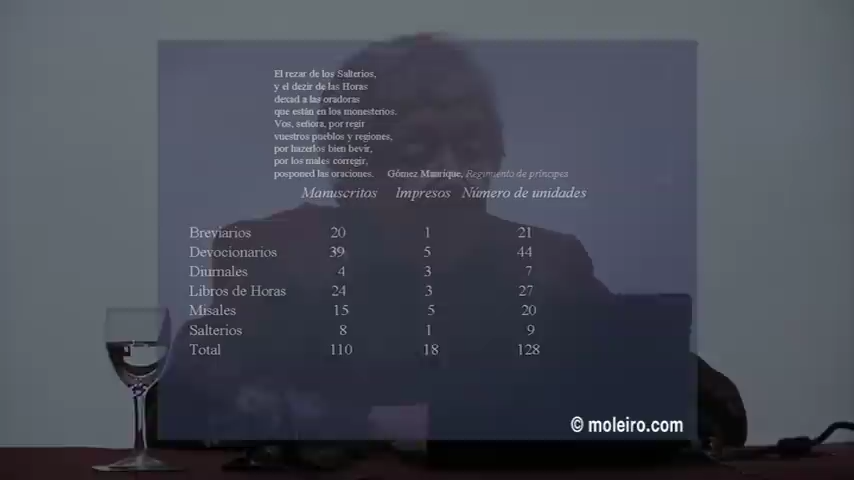 El rezar de los Salterios,
y el dezir de las Horas
dexad a las oradoras
que están en los monesterios.
Vos, señora, por regir
vuestros pueblos y regiones,
por hazerlos bien bevir,
por los males corregir,
posponed las oraciones. Gómez Manrique, Regimiento de príncipes
Manuscritos Impresos Número de unidades
Breviarios 20 1 21
Devocionarios 39 5 44
Diurnales 4 3 7
Libros de Horas 24 3 27
Misales 15 5 20
Salterios 8 1 9
Total 110 18 128
© moleiro.com